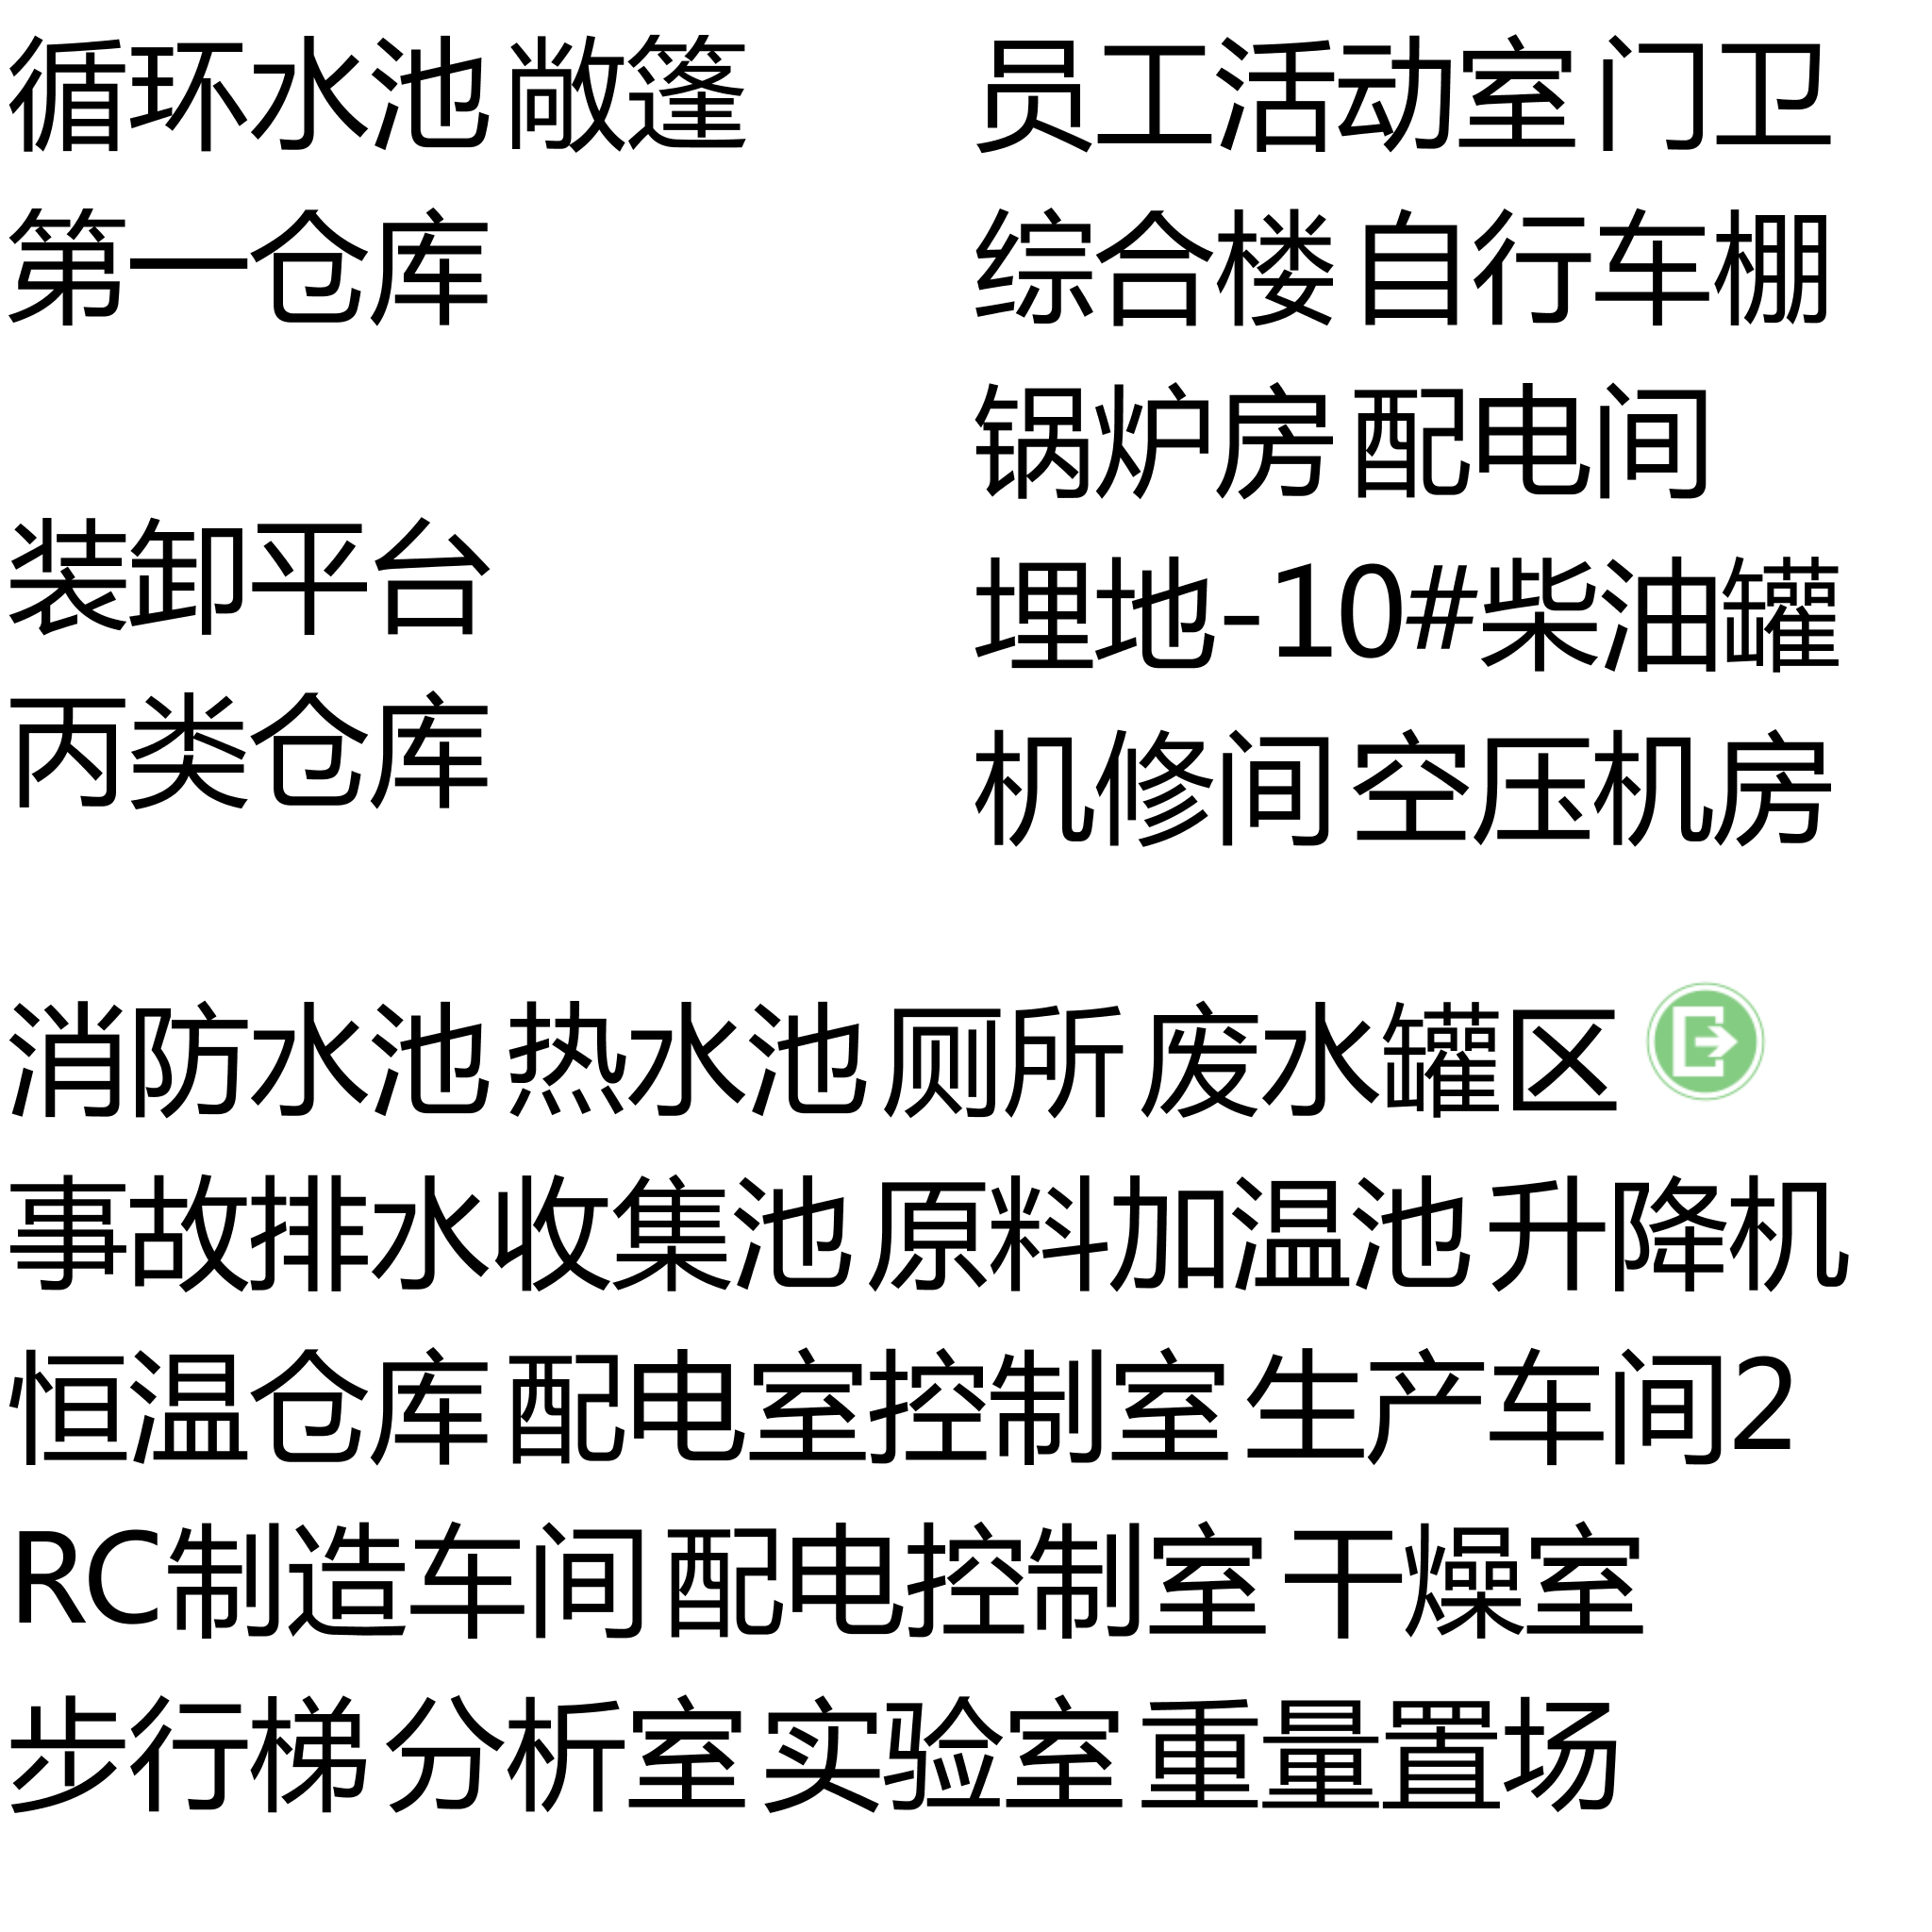 循环水池 敞篷 员工活动室 门卫
第一仓库 综合楼 自行车棚
锅炉房 配电间
装卸平台 埋地-10#柴油罐
丙类仓库 机修间 空压机房
消防水池 热水池 厕所 废水罐区
事故排水收集池 原料加温池 升降机
恒温仓库 配电室控制室 生产车间2
RC制造车间 配电控制室 干燥室
步行梯 分析室 实验室 重量置场